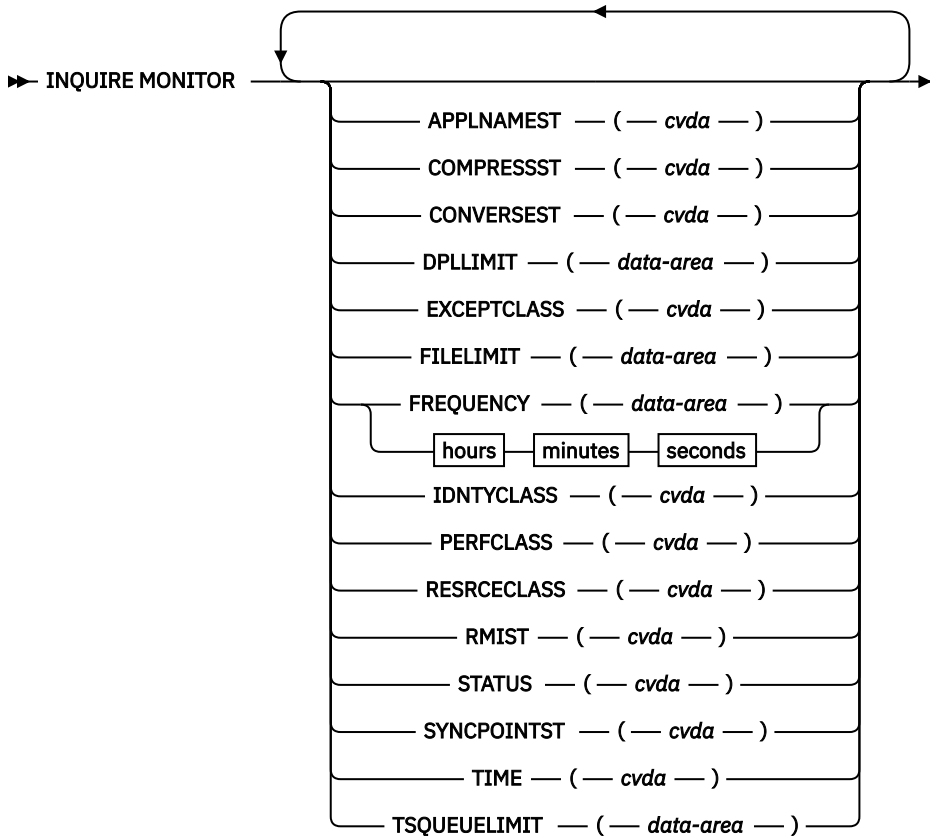 INQUIRE MONITOR
APPLNAMEST ( cvda )
COMPRESSST ( cvda )
CONVERSEST ( cvda )
DPLLIMIT ( data-area )
EXCEPTCLASS ( cvda )
FILELIMIT ( data-area )
FREQUENCY ( data-area )
hours minutes seconds
IDNTYCLASS ( cvda )
PERFCLASS ( cvda )
RESRCECLASS ( cvda )
RMIST ( cvda )
STATUS ( cvda )
SYNCPOINTST ( cvda )
TIME ( cvda )
TSQUEUELIMIT ( data-area )